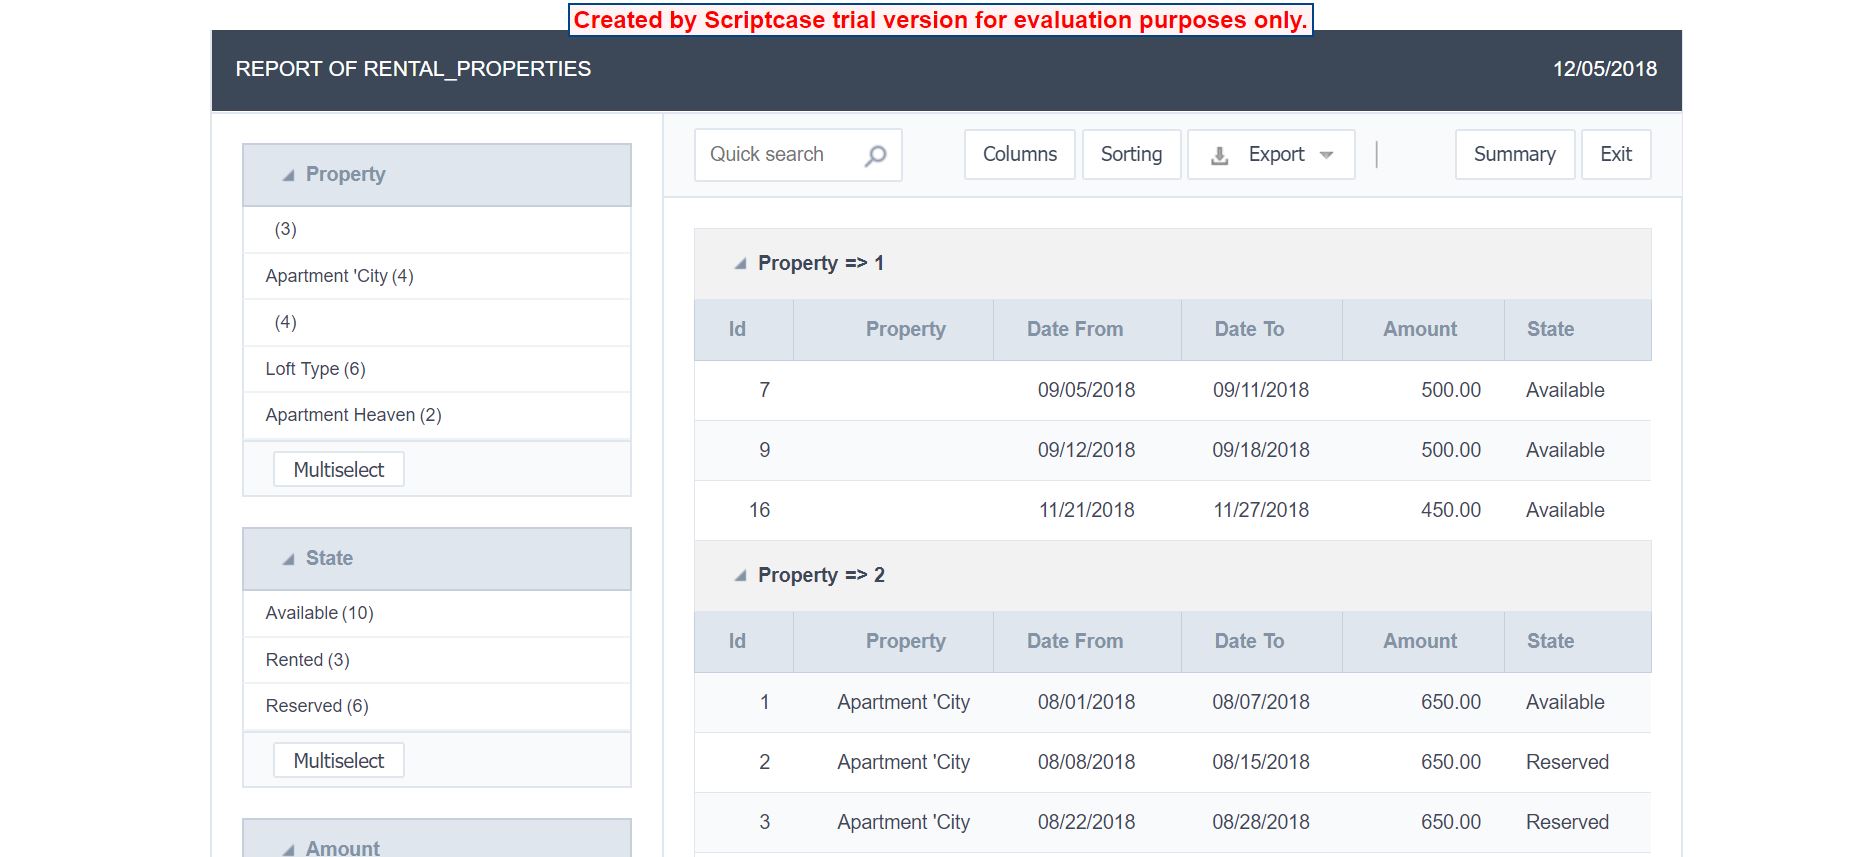 Created by Scriptcase trial version for evaluation purposes only.
REPORT OF RENTAL_PROPERTIES 12/05/2018
Property
(3)
Apartment 'City (4)
(4)
Loft Type (6)
Apartment Heaven (2)
Multiselect
State
Available (10)
Rented (3)
Reserved (6)
Multiselect
Amount
Quick search Columns Sorting Export Summary Exit
Property => 1
Id Property Date From Date To Amount State
7 09/05/2018 09/11/2018 500.00 Available
9 09/12/2018 09/18/2018 500.00 Available
16 11/21/2018 11/27/2018 450.00 Available
Property => 2
Id Property Date From Date To Amount State
1 Apartment 'City 08/01/2018 08/07/2018 650.00 Available
2 Apartment 'City 08/08/2018 08/15/2018 650.00 Reserved
3 Apartment 'City 08/22/2018 08/28/2018 650.00 Reserved